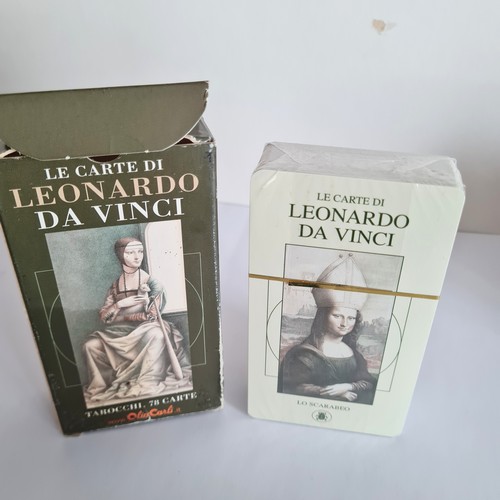 LE CARTE DI
LEONARDO
DA VINCI
TAROCCHI, 78 CARTE
LE CARTE DI
LEONARDO
DA VINCI
LO SCARABEO